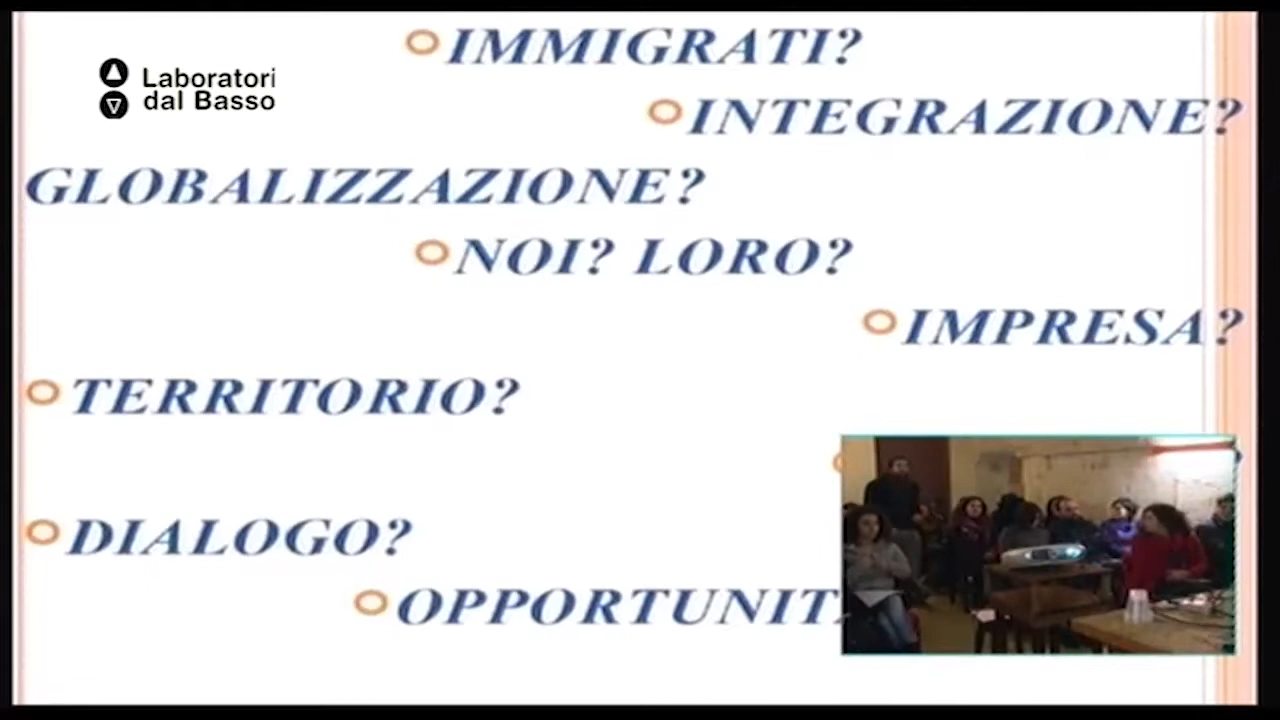 IMMIGRATI?
Laboratori
dal Basso
INTEGRAZIONE?
GLOBALIZZAZIONE?
NOI? LORO?
IMPRESA?
TERRITORIO?
DIALOGO?